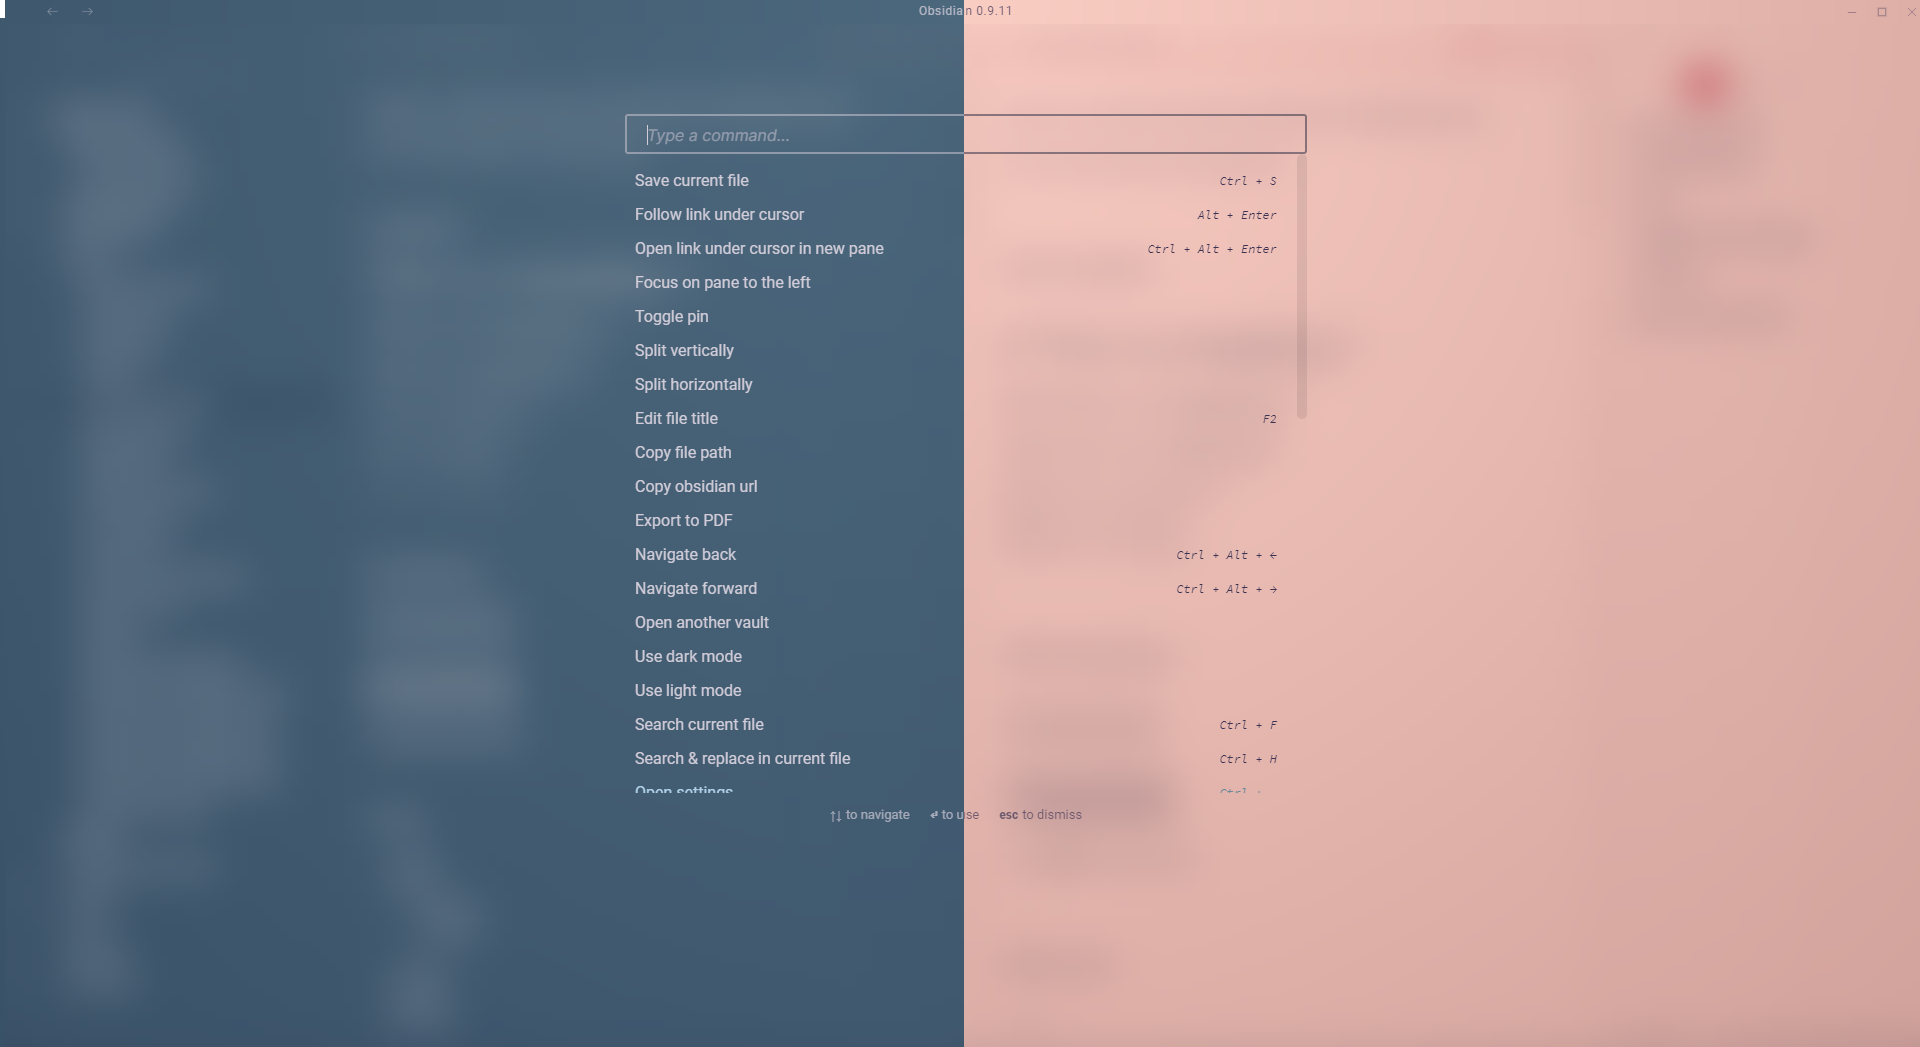 Obsidian 0.9.11
Type a command...
Save current file Ctrl + S
Follow link under cursor Alt + Enter
Open link under cursor in new pane Ctrl + Alt + Enter
Focus on pane to the left
Toggle pin
Split vertically
Split horizontally
Edit file title F2
Copy file path
Copy obsidian url
Export to PDF
Navigate back Ctrl + Alt + ←
Navigate forward Ctrl + Alt + →
Open another vault
Use dark mode
Use light mode
Search current file Ctrl + F
Search & replace in current file Ctrl + H
Open settings Ctrl +
↑↓ to navigate ↵ to use esc to dismiss